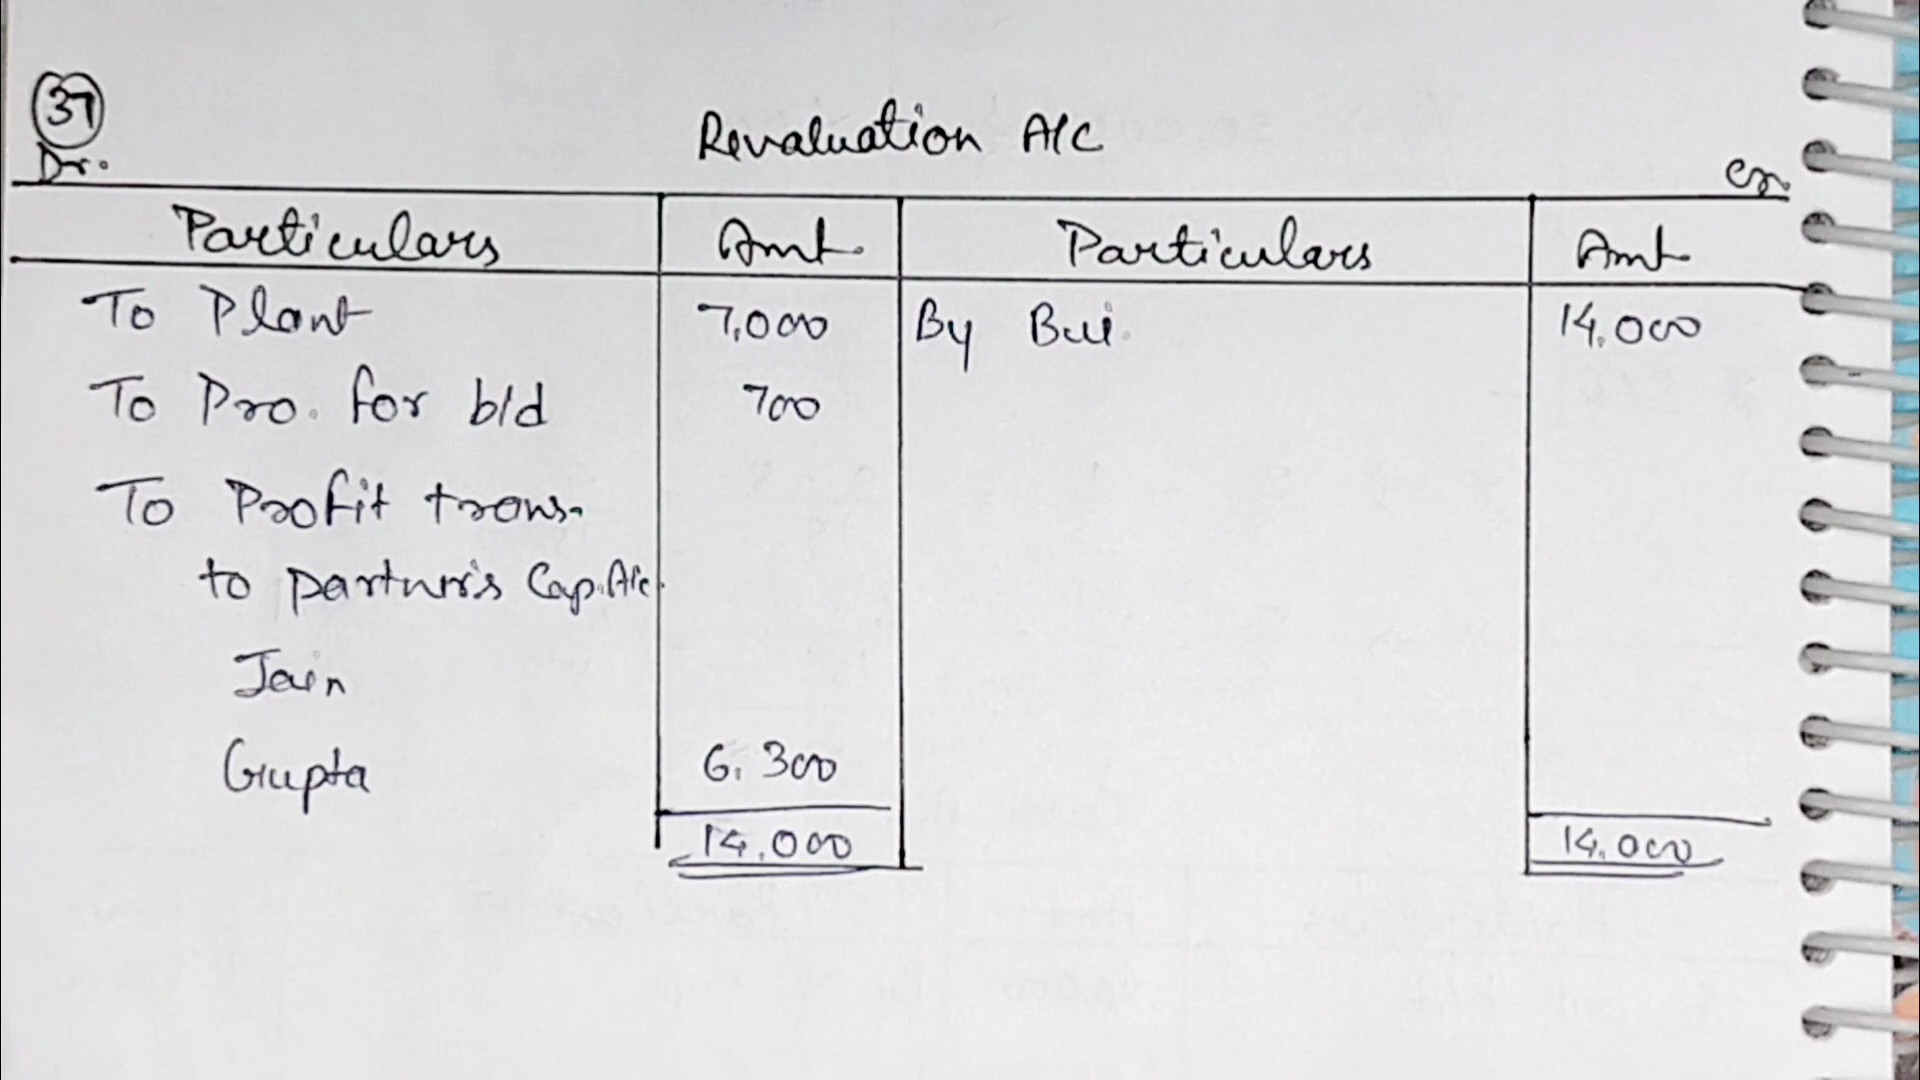 37
Revaluation A/C
Dr. Cr.
Particulars Amt Particulars Amt
To Plant 7,000 By Bui. 14,000
To Pro. for b/d 700
To Profit trans.
to partner's Cap. A/c.
Jain
Gupta 6,300
14,000 14,000